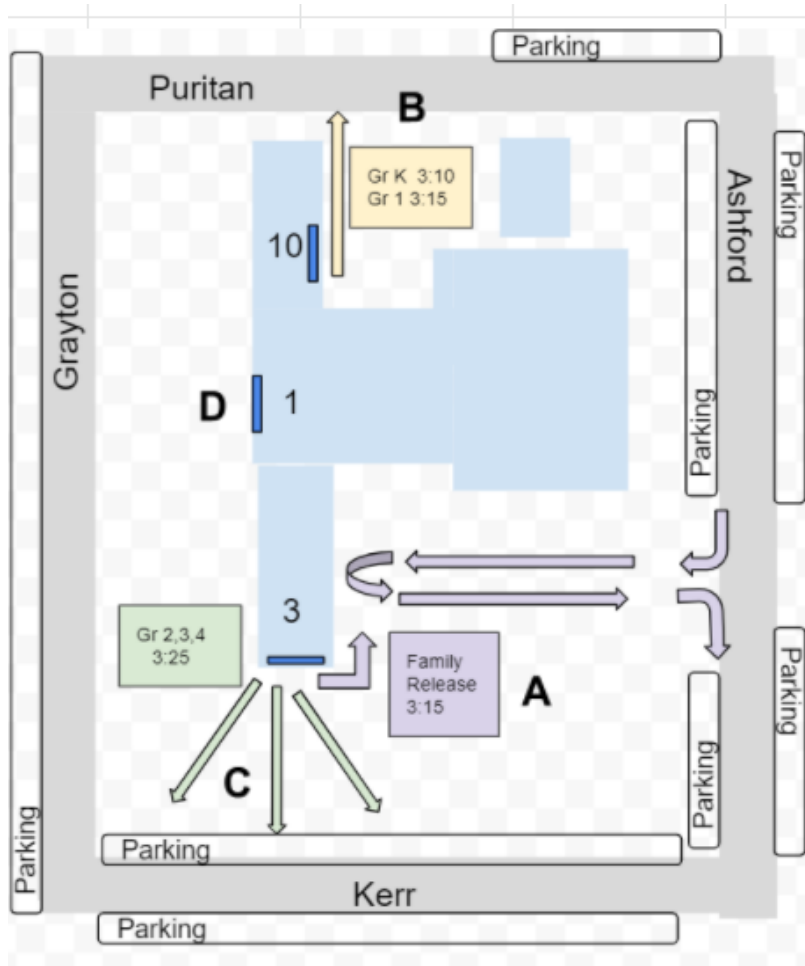 Parking
Puritan
B
Gr K 3:10
Gr 1 3:15
Parking
Ashford
10
Grayton
D
1
Parking
3
Gr 2,3,4
3:25
Family
Release
3:15
A
Parking
Parking
C
Parking
Parking
Kerr
Parking